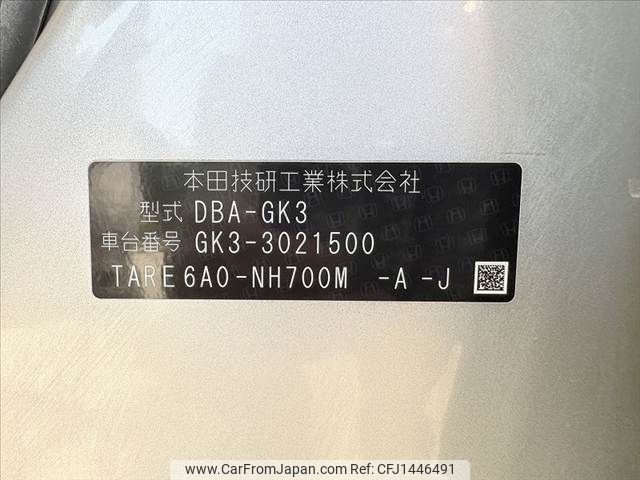 本田技研工業株式会社
型式 DBA-GK3
車台番号 GK3-3021500
TARE6A0-NH700M -A -J
www.CarFromJapan.com | Ref No. CFJ1446491